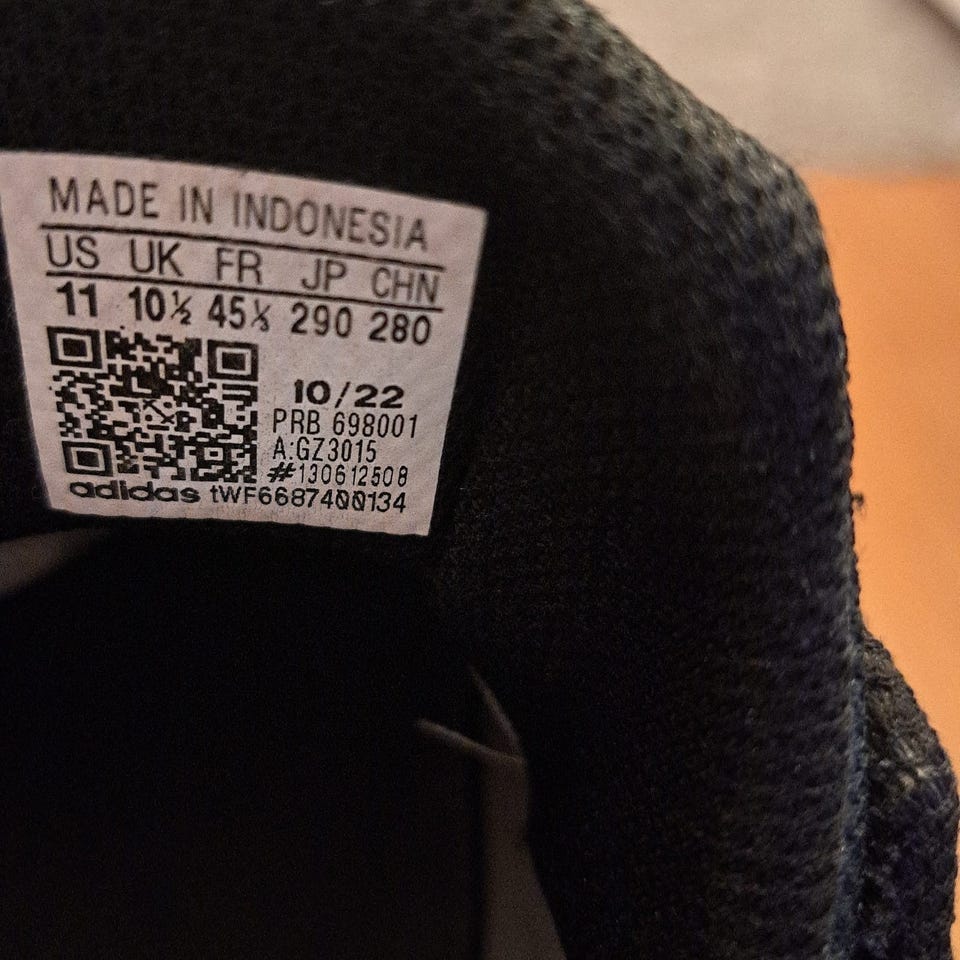 MADE IN INDONESIA
US UK FR JP CHN
11 10½ 45⅓ 290 280
10/22
PRB 698001
A:GZ3015
#130612508
adidas tWF6687400134